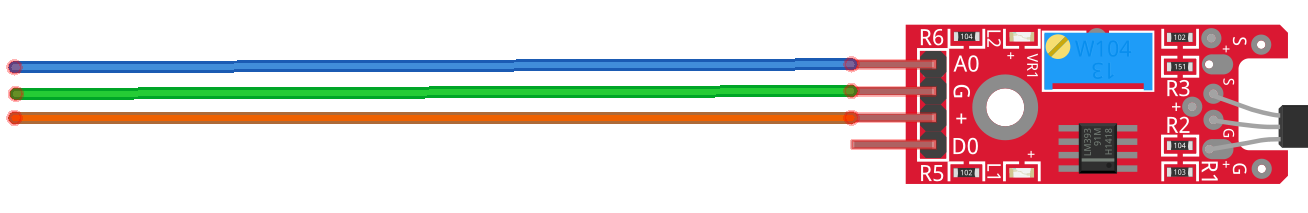 R6
104
L2
+
VR1
W104
13
102
S
+
A0
G
+
D0
151
S
R3
+
R2
G
LM393
91M
H1418
104
R5
102
L1
+
103
R1
+
G